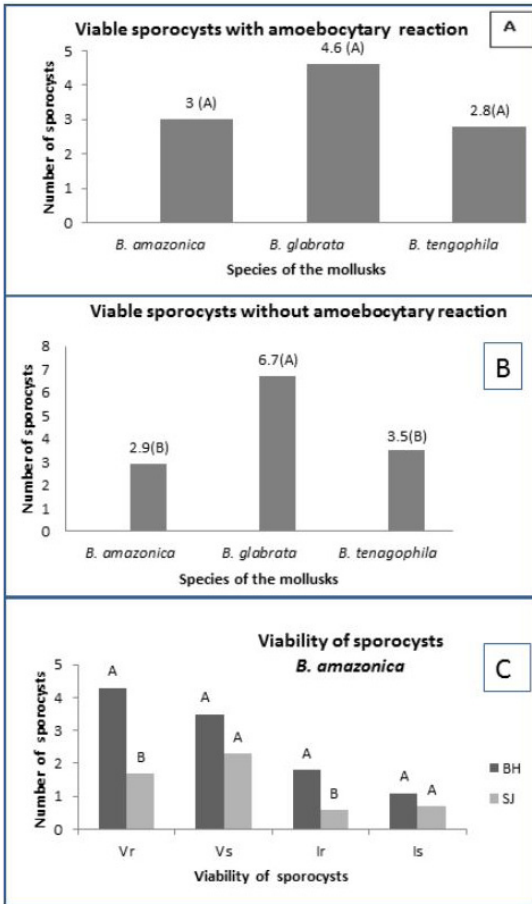 Viable sporocysts with amoebocytary reaction
A
Number of sporocysts
5
4
3
2
1
0
3 (A)
4.6 (A)
2.8(A)
B. amazonica B. glabrata B. tengophila
Species of the mollusks
Viable sporocysts without amoebocytary reaction
B
Number of sporocysts
8
7
6
5
4
3
2
1
0
2.9(B)
6.7(A)
3.5(B)
B. amazonica B. glabrata B. tenagophila
Species of the mollusks
Viability of sporocysts
B. amazonica
C
Number of sporocysts
5
4
3
2
1
0
A B A A A B A A
Vr Vs Ir Is
Viability of sporocysts
BH
SJ